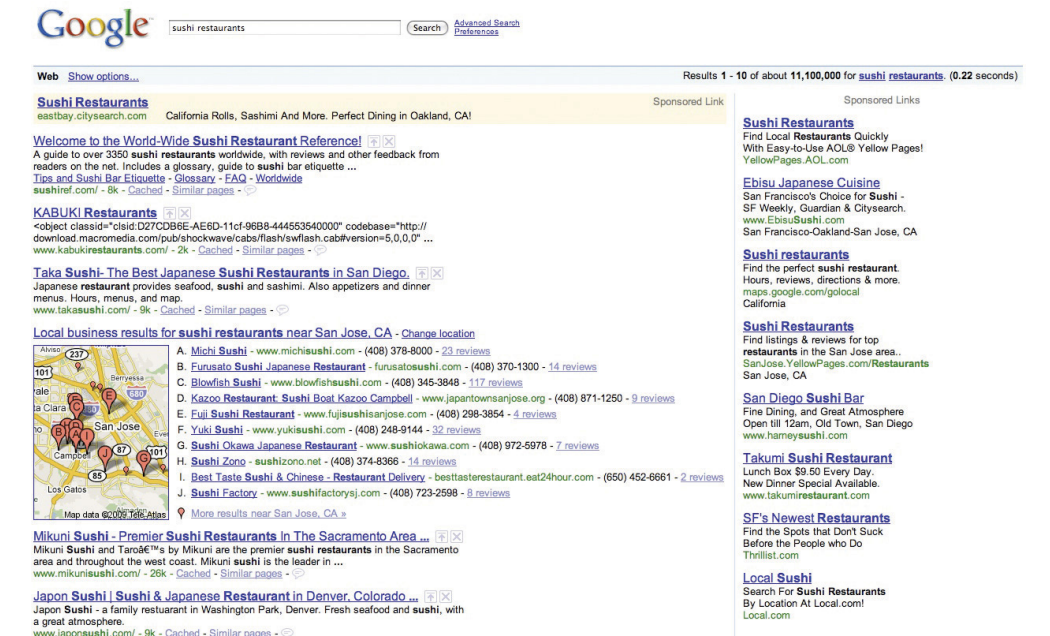 Google
sushi restaurants
Search
Advanced Search
Preferences
Web Show options...
Results 1 - 10 of about 11,100,000 for sushi restaurants. (0.22 seconds)
Sushi Restaurants
Sponsored Link
eastbay.citysearch.com California Rolls, Sashimi And More. Perfect Dining in Oakland, CA!
Welcome to the World-Wide Sushi Restaurant Reference!
A guide to over 3350 sushi restaurants worldwide, with reviews and other feedback from
readers on the net. Includes a glossary, guide to sushi bar etiquette ...
Tips and Sushi Bar Etiquette - Glossary - FAQ - Worldwide
sushiref.com/ - 8k - Cached - Similar pages -
KABUKI Restaurants
<object classid="clsid:D27CDB6E-AE6D-11cf-96B8-444553540000" codebase="http://
download.macromedia.com/pub/shockwave/cabs/flash/swflash.cab#version=5,0,0,0" ...
www.kabukirestaurants.com/ - 2k - Cached - Similar pages -
Taka Sushi- The Best Japanese Sushi Restaurants in San Diego.
Japanese restaurant provides seafood, sushi and sashimi. Also appetizers and dinner
menus. Hours, menus, and map.
www.takasushi.com/ - 9k - Cached - Similar pages -
Local business results for sushi restaurants near San Jose, CA - Change location
Alviso
237
101
Berryessa
680
ta Clara
San Jose
Campbell
87
101
85
Los Gatos
Map data ©2009 Tele Atlas
A. Michi Sushi - www.michisushi.com - (408) 378-8000 - 23 reviews
B. Furusato Sushi Japanese Restaurant - furusatosushi.com - (408) 370-1300 - 14 reviews
C. Blowfish Sushi - www.blowfishsushi.com - (408) 345-3848 - 117 reviews
D. Kazoo Restaurant: Sushi Boat Kazoo Campbell - www.japantownsanjose.org - (408) 871-1250 - 9 reviews
E. Fuji Sushi Restaurant - www.fujisushisanjose.com - (408) 298-3854 - 4 reviews
F. Yuki Sushi - www.yukisushi.com - (408) 248-9144 - 32 reviews
G. Sushi Okawa Japanese Restaurant - www.sushiokawa.com - (408) 972-5978 - 7 reviews
H. Sushi Zono - sushizono.net - (408) 374-8366 - 14 reviews
I. Best Taste Sushi & Chinese - Restaurant Delivery - besttasterestaurant.eat24hour.com - (650) 452-6661 - 2 reviews
J. Sushi Factory - www.sushifactorysj.com - (408) 723-2598 - 8 reviews
More results near San Jose, CA »
Mikuni Sushi - Premier Sushi Restaurants In The Sacramento Area ...
Mikuni Sushi and Taroâ€™s by Mikuni are the premier sushi restaurants in the Sacramento
area and throughout the west coast. Mikuni sushi is the leader in ...
www.mikunisushi.com/ - 26k - Cached - Similar pages -
Japon Sushi | Sushi & Japanese Restaurant in Denver, Colorado ...
Japon Sushi - a family restuarant in Washington Park, Denver. Fresh seafood and sushi, with
a great atmosphere.
www.japonsushi.com/ - 9k - Cached - Similar pages -
Sponsored Links
Sushi Restaurants
Find Local Restaurants Quickly
With Easy-to-Use AOL® Yellow Pages!
YellowPages.AOL.com
Ebisu Japanese Cuisine
San Francisco's Choice for Sushi -
SF Weekly, Guardian & Citysearch.
www.EbisuSushi.com
San Francisco-Oakland-San Jose, CA
Sushi restaurants
Find the perfect sushi restaurant.
Hours, reviews, directions & more.
maps.google.com/golocal
California
Sushi Restaurants
Find listings & reviews for top
restaurants in the San Jose area..
SanJose.YellowPages.com/Restaurants
San Jose, CA
San Diego Sushi Bar
Fine Dining, and Great Atmosphere
Open till 12am, Old Town, San Diego
www.harneysushi.com
Takumi Sushi Restaurant
Lunch Box $9.50 Every Day.
New Dinner Special Available.
www.takumirestaurant.com
SF's Newest Restaurants
Find the Spots that Don't Suck
Before the People who Do
Thrillist.com
Local Sushi
Search For Sushi Restaurants
By Location At Local.com!
Local.com